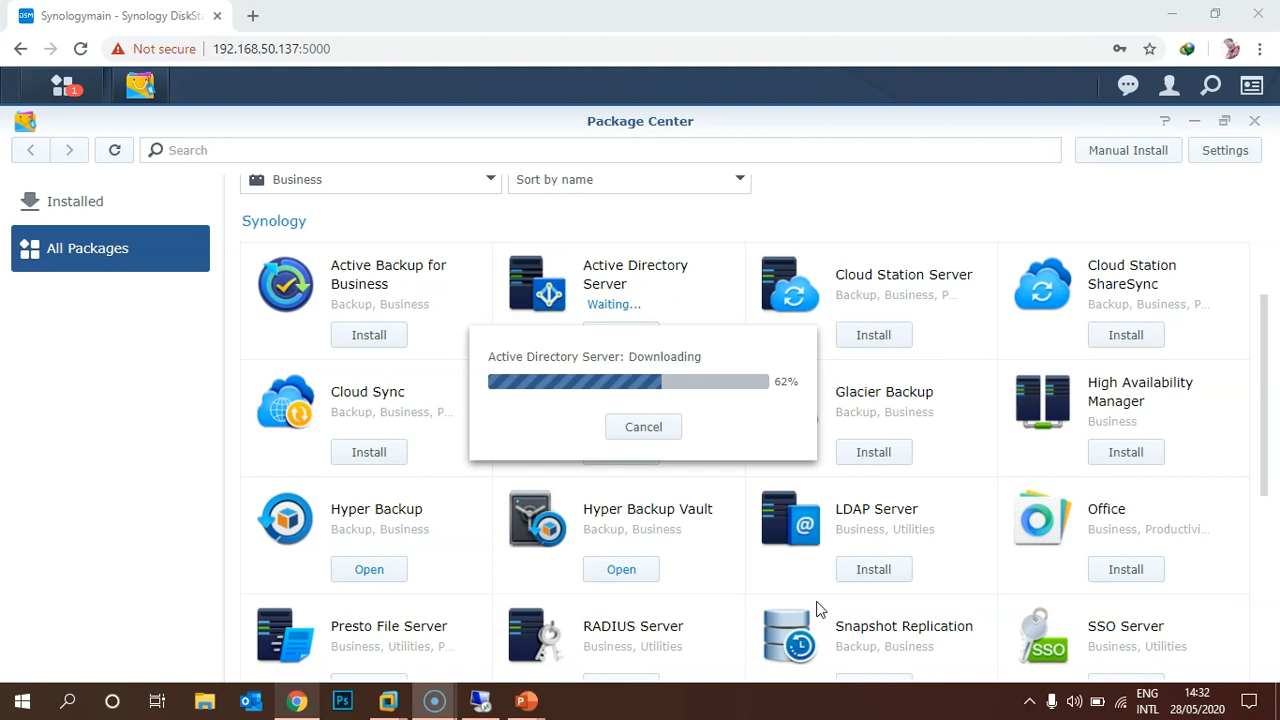 DSM Synologymain - Synology DiskSta
Not secure 192.168.50.137:5000
1
Package Center
Search
Manual Install
Settings
Installed
All Packages
Business
Sort by name
Synology
Active Backup for
Business
Backup, Business
Install
Active Directory
Server
Waiting...
Cloud Station Server
Backup, Business, P...
Install
Cloud Station
ShareSync
Backup, Business, P...
Install
Active Directory Server: Downloading
62%
Cancel
Cloud Sync
Backup, Business, P...
Install
Glacier Backup
Backup, Business
Install
High Availability
Manager
Business
Install
Hyper Backup
Backup, Business
Open
Hyper Backup Vault
Backup, Business
Open
LDAP Server
Business, Utilities
Install
Office
Business, Productivi...
Install
Presto File Server
Business, Utilities, P...
RADIUS Server
Business, Utilities
Snapshot Replication
Backup, Business
SSO
SSO Server
Business, Utilities
Ps
ENG
INTL
14:32
28/05/2020